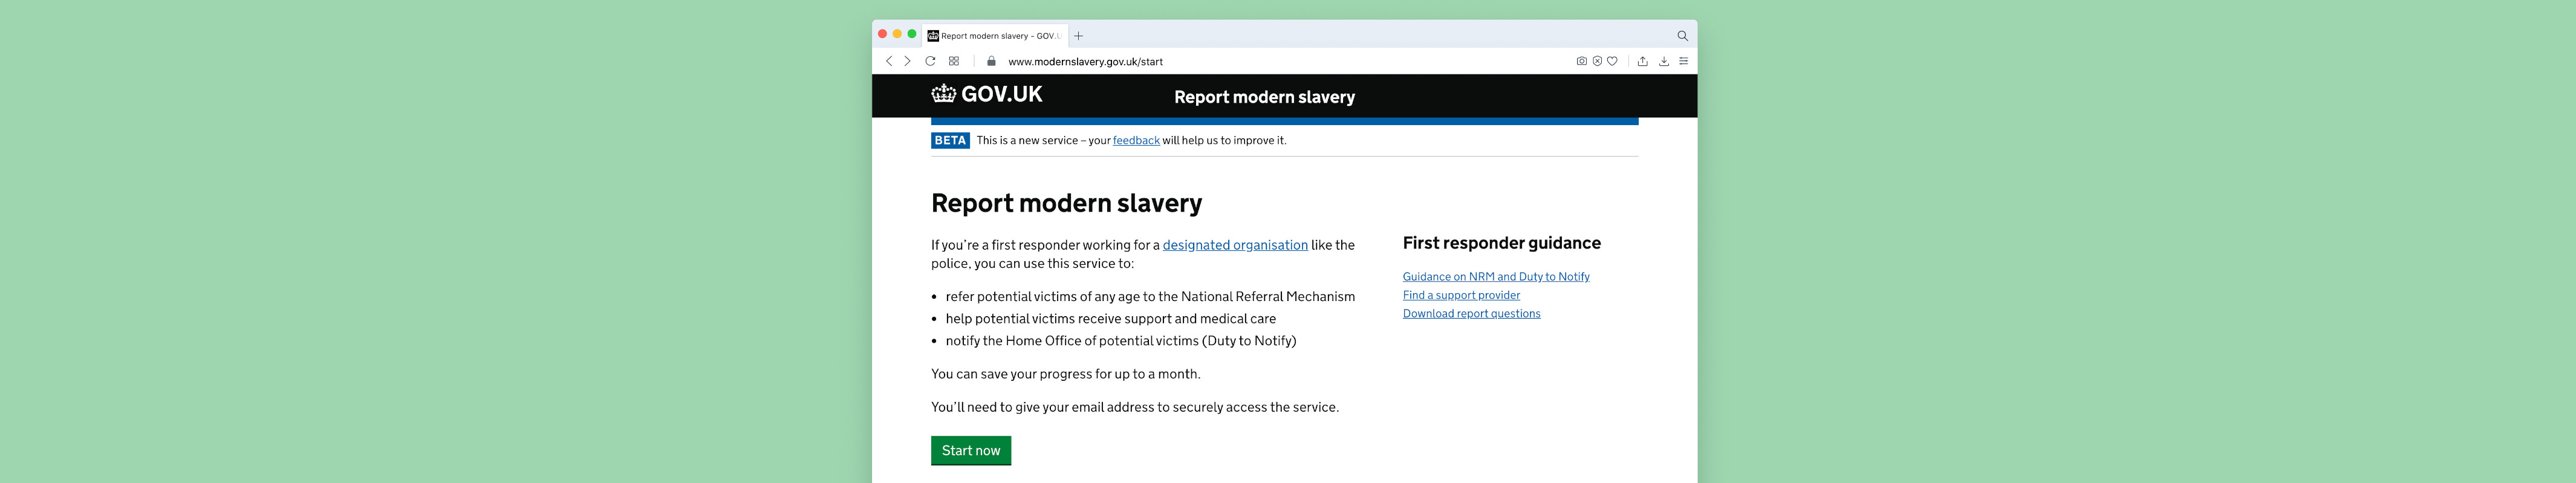 Report modern slavery - GOV.U
www.modernslavery.gov.uk/start
GOV.UK
Report modern slavery
BETA This is a new service – your feedback will help us to improve it.
Report modern slavery
If you're a first responder working for a designated organisation like the
police, you can use this service to:
• refer potential victims of any age to the National Referral Mechanism
• help potential victims receive support and medical care
• notify the Home Office of potential victims (Duty to Notify)
You can save your progress for up to a month.
You'll need to give your email address to securely access the service.
Start now
First responder guidance
Guidance on NRM and Duty to Notify
Find a support provider
Download report questions